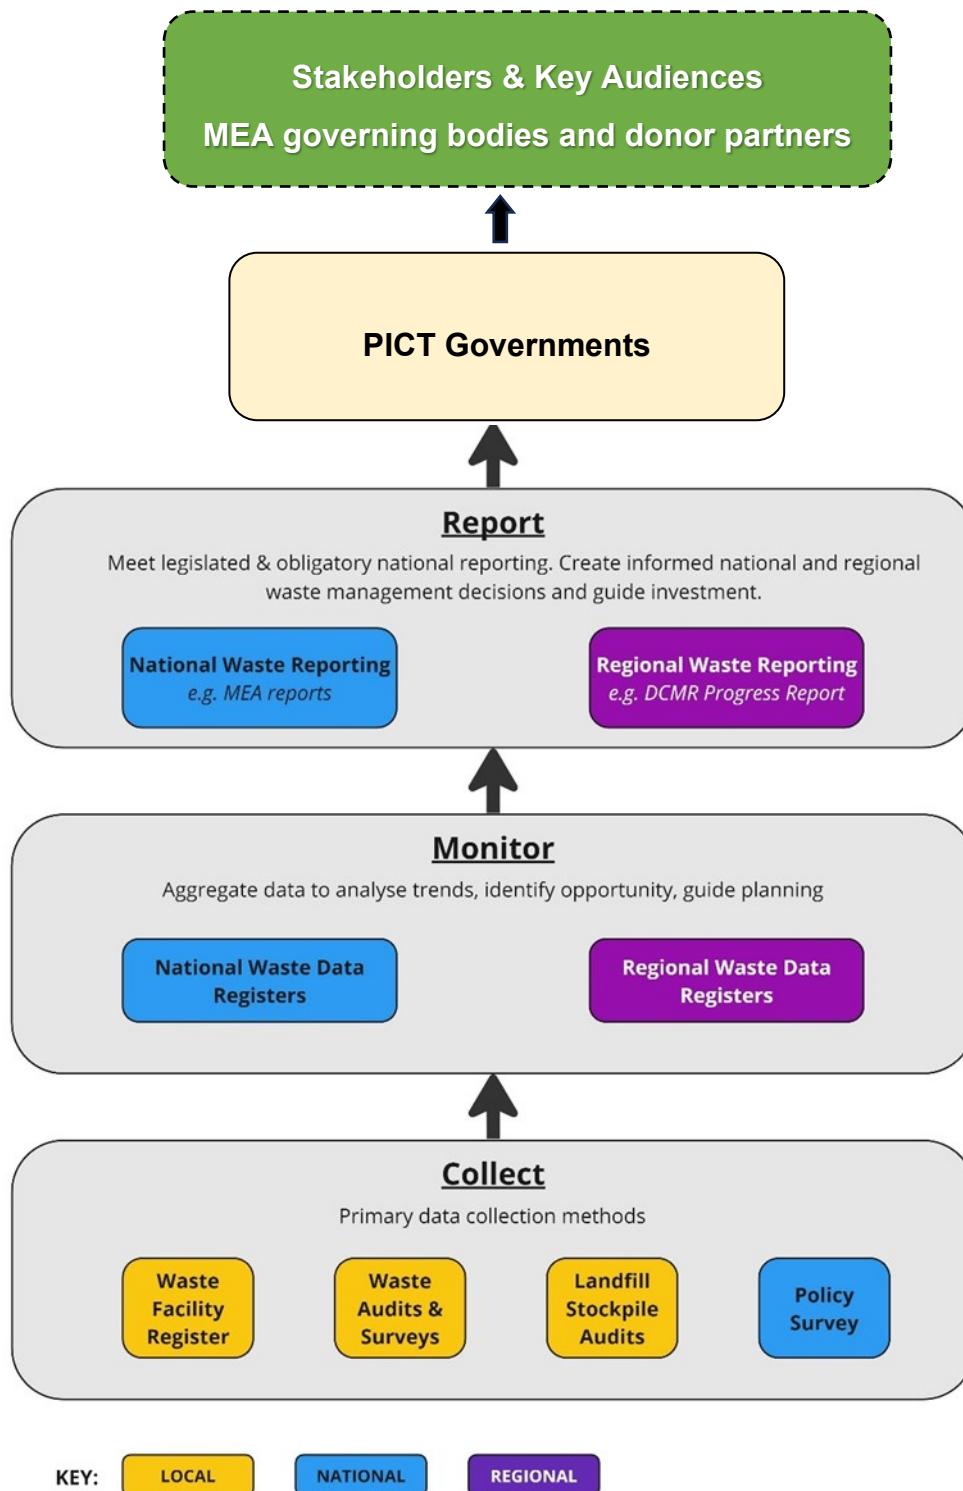 Stakeholders & Key Audiences
MEA governing bodies and donor partners
PICT Governments
Report
Meet legislated & obligatory national reporting. Create informed national and regional
waste management decisions and guide investment.
National Waste Reporting
e.g. MEA reports
Regional Waste Reporting
e.g. DCMR Progress Report
Monitor
Aggregate data to analyse trends, identify opportunity, guide planning
National Waste Data
Registers
Regional Waste Data
Registers
Collect
Primary data collection methods
Waste
Facility
Register
Waste
Audits &
Surveys
Landfill
Stockpile
Audits
Policy
Survey
KEY:
LOCAL
NATIONAL
REGIONAL